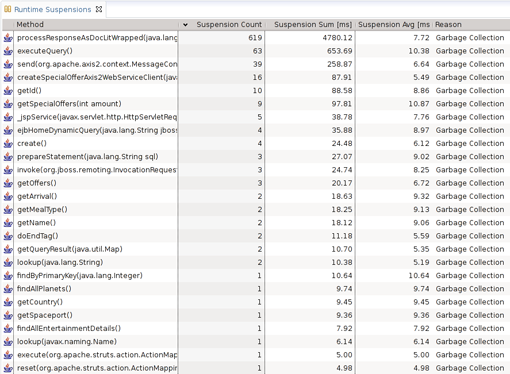 Runtime Suspensions
Method Suspension Count Suspension Sum [ms] Suspension Avg [ms] Reason
processResponseAsDocLitWrapped(java.lang 619 4780.12 7.72 Garbage Collection
executeQuery() 63 653.69 10.38 Garbage Collection
send(org.apache.axis2.context.MessageCon 39 258.87 6.64 Garbage Collection
createSpecialOfferAxis2WebServiceClient(jav 16 87.91 5.49 Garbage Collection
getId() 10 88.58 8.86 Garbage Collection
getSpecialOffers(int amount) 9 97.81 10.87 Garbage Collection
_jspService(javax.servlet.http.HttpServletReq 5 38.78 7.76 Garbage Collection
ejbHomeDynamicQuery(java.lang.String jboss 4 35.88 8.97 Garbage Collection
create() 4 24.48 6.12 Garbage Collection
prepareStatement(java.lang.String sql) 3 27.07 9.02 Garbage Collection
invoke(org.jboss.remoting.InvocationReques 3 24.74 8.25 Garbage Collection
getOffers() 3 20.17 6.72 Garbage Collection
getArrival() 2 18.63 9.32 Garbage Collection
getMealType() 2 18.25 9.13 Garbage Collection
getName() 2 18.12 9.06 Garbage Collection
doEndTag() 2 11.18 5.59 Garbage Collection
getQueryResult(java.util.Map) 2 10.70 5.35 Garbage Collection
lookup(java.lang.String) 2 10.38 5.19 Garbage Collection
findByPrimaryKey(java.lang.Integer) 1 10.64 10.64 Garbage Collection
findAllPlanets() 1 9.74 9.74 Garbage Collection
getCountry() 1 9.45 9.45 Garbage Collection
getSpaceport() 1 9.36 9.36 Garbage Collection
findAllEntertainmentDetails() 1 7.92 7.92 Garbage Collection
lookup(javax.naming.Name) 1 6.14 6.14 Garbage Collection
execute(org.apache.struts.action.ActionMap 1 5.00 5.00 Garbage Collection
reset(org.apache.struts.action.ActionMappin 1 4.98 4.98 Garbage Collection